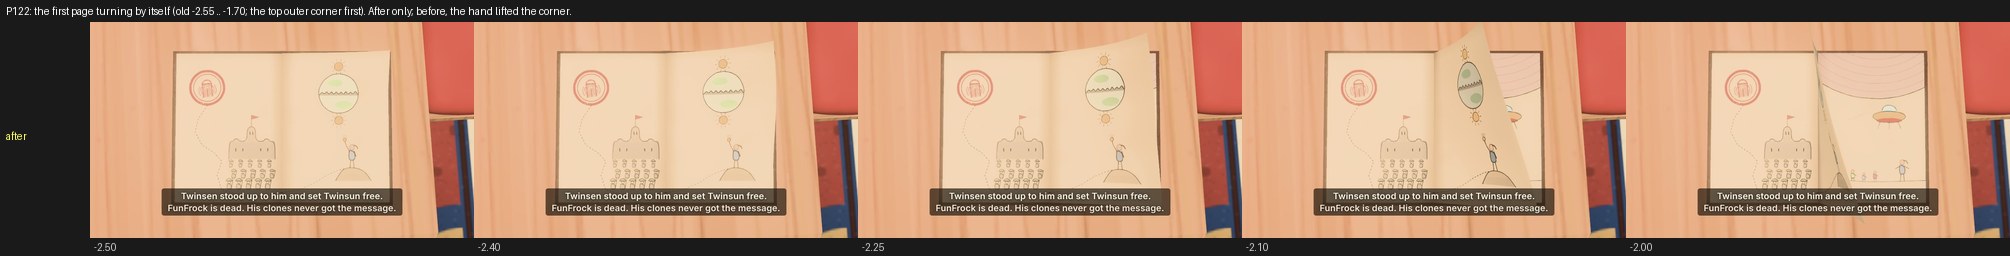 P122: the first page turning by itself (old -2.55 .. -1.70; the top outer corner first). After only; before, the hand lifted the corner.
after
Twinsen stood up to him and set Twinsun free.
FunFrock is dead. His clones never got the message.
Twinsen stood up to him and set Twinsun free.
FunFrock is dead. His clones never got the message.
Twinsen stood up to him and set Twinsun free.
FunFrock is dead. His clones never got the message.
Twinsen stood up to him and set Twinsun free.
FunFrock is dead. His clones never got the message.
Twinsen stood up to him and set Twinsun free.
FunFrock is dead. His clones never got the message.
-2.50
-2.40
-2.25
-2.10
-2.00